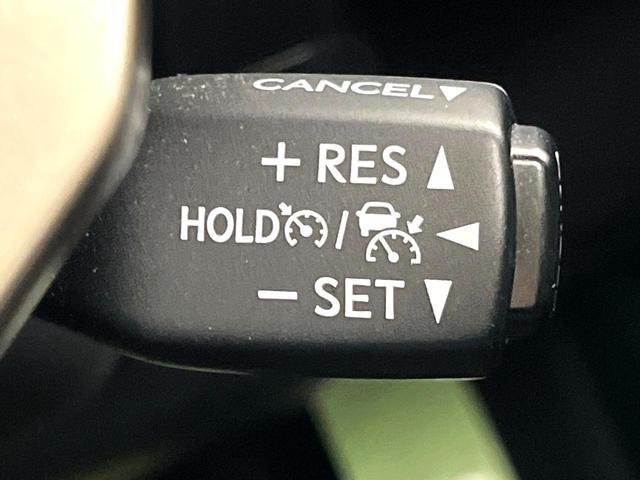 CANCEL▼
+ RES ▲
HOLD / ◀
− SET ▼